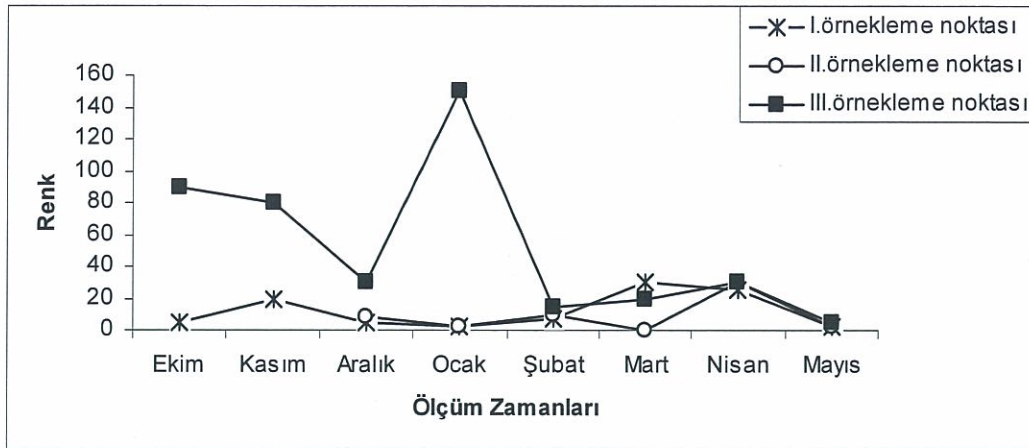 I.örnekleme noktası
II.örnekleme noktası
III.örnekleme noktası
Renk
160
140
120
100
80
60
40
20
0
Ekim Kasım Aralık Ocak Şubat Mart Nisan Mayıs
Ölçüm Zamanları